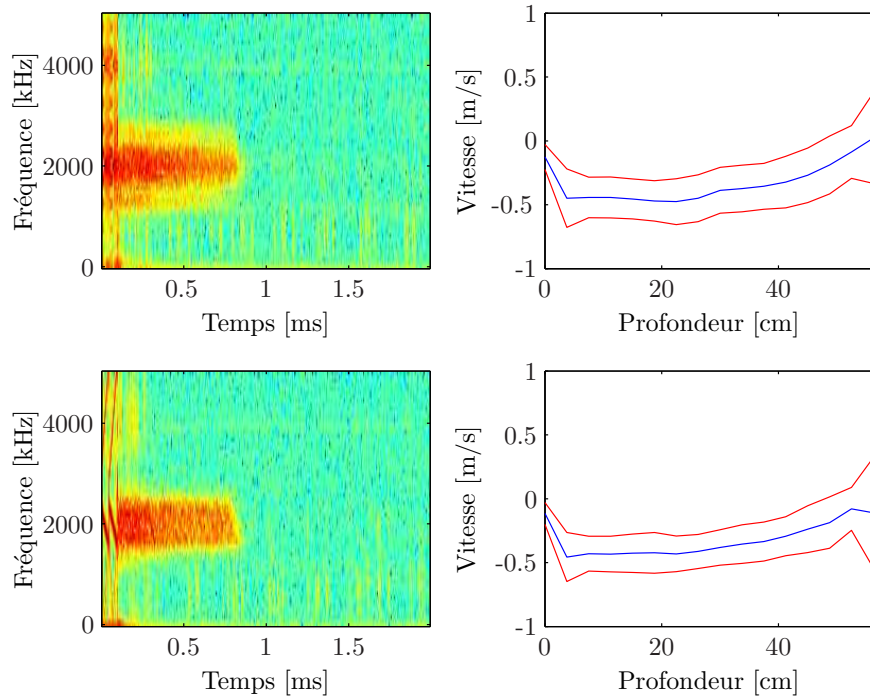 4000
2000
0
Fréquence [kHz]
0.5 1 1.5
Temps [ms]
1
0.5
0
-0.5
-1
Vitesse [m/s]
0 20 40
Profondeur [cm]
4000
2000
0
Fréquence [kHz]
0.5 1 1.5
Temps [ms]
1
0.5
0
-0.5
-1
Vitesse [m/s]
0 20 40
Profondeur [cm]